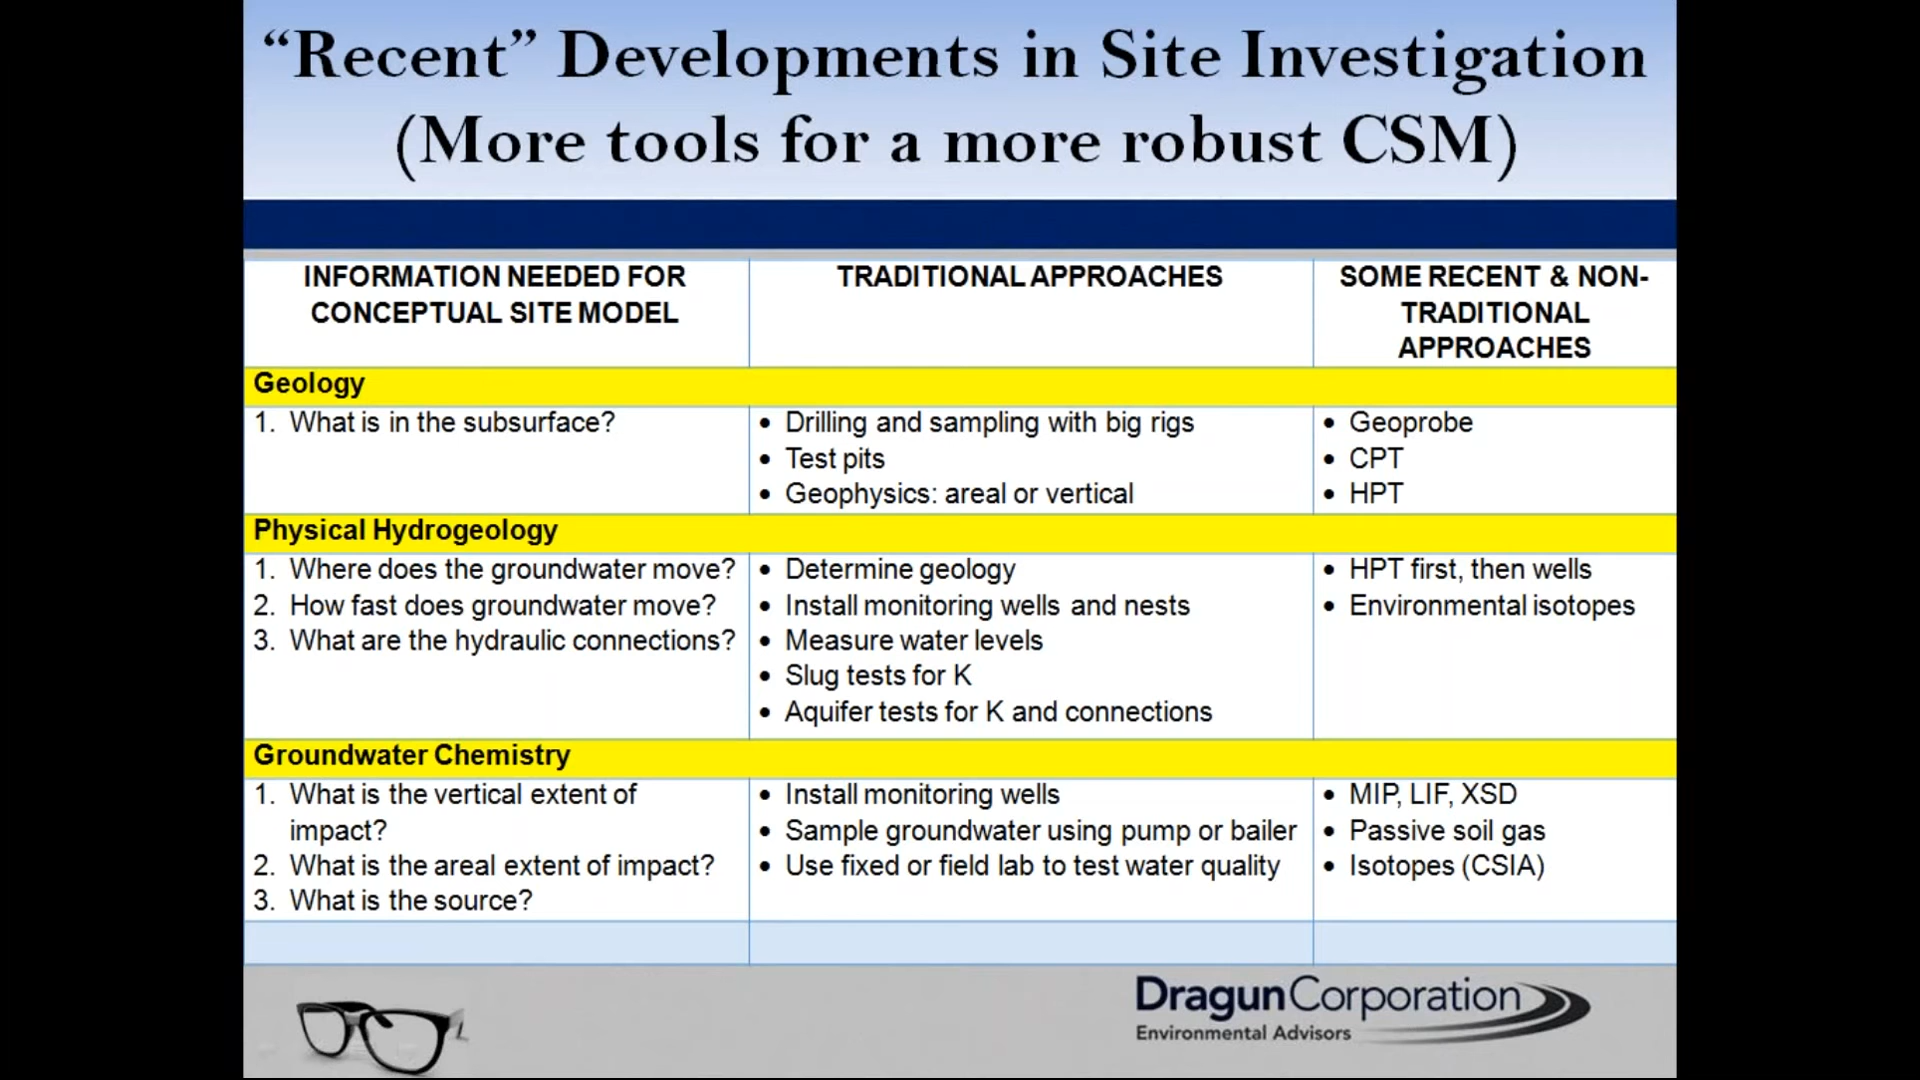 “Recent” Developments in Site Investigation
(More tools for a more robust CSM)
INFORMATION NEEDED FOR
CONCEPTUAL SITE MODEL
TRADITIONAL APPROACHES
SOME RECENT & NON-
TRADITIONAL
APPROACHES
Geology
1. What is in the subsurface?
• Drilling and sampling with big rigs
• Test pits
• Geophysics: areal or vertical
• Geoprobe
• CPT
• HPT
Physical Hydrogeology
1. Where does the groundwater move?
2. How fast does groundwater move?
3. What are the hydraulic connections?
• Determine geology
• Install monitoring wells and nests
• Measure water levels
• Slug tests for K
• Aquifer tests for K and connections
• HPT first, then wells
• Environmental isotopes
Groundwater Chemistry
1. What is the vertical extent of
impact?
2. What is the areal extent of impact?
3. What is the source?
• Install monitoring wells
• Sample groundwater using pump or bailer
• Use fixed or field lab to test water quality
• MIP, LIF, XSD
• Passive soil gas
• Isotopes (CSIA)
DragunCorporation
Environmental Advisors